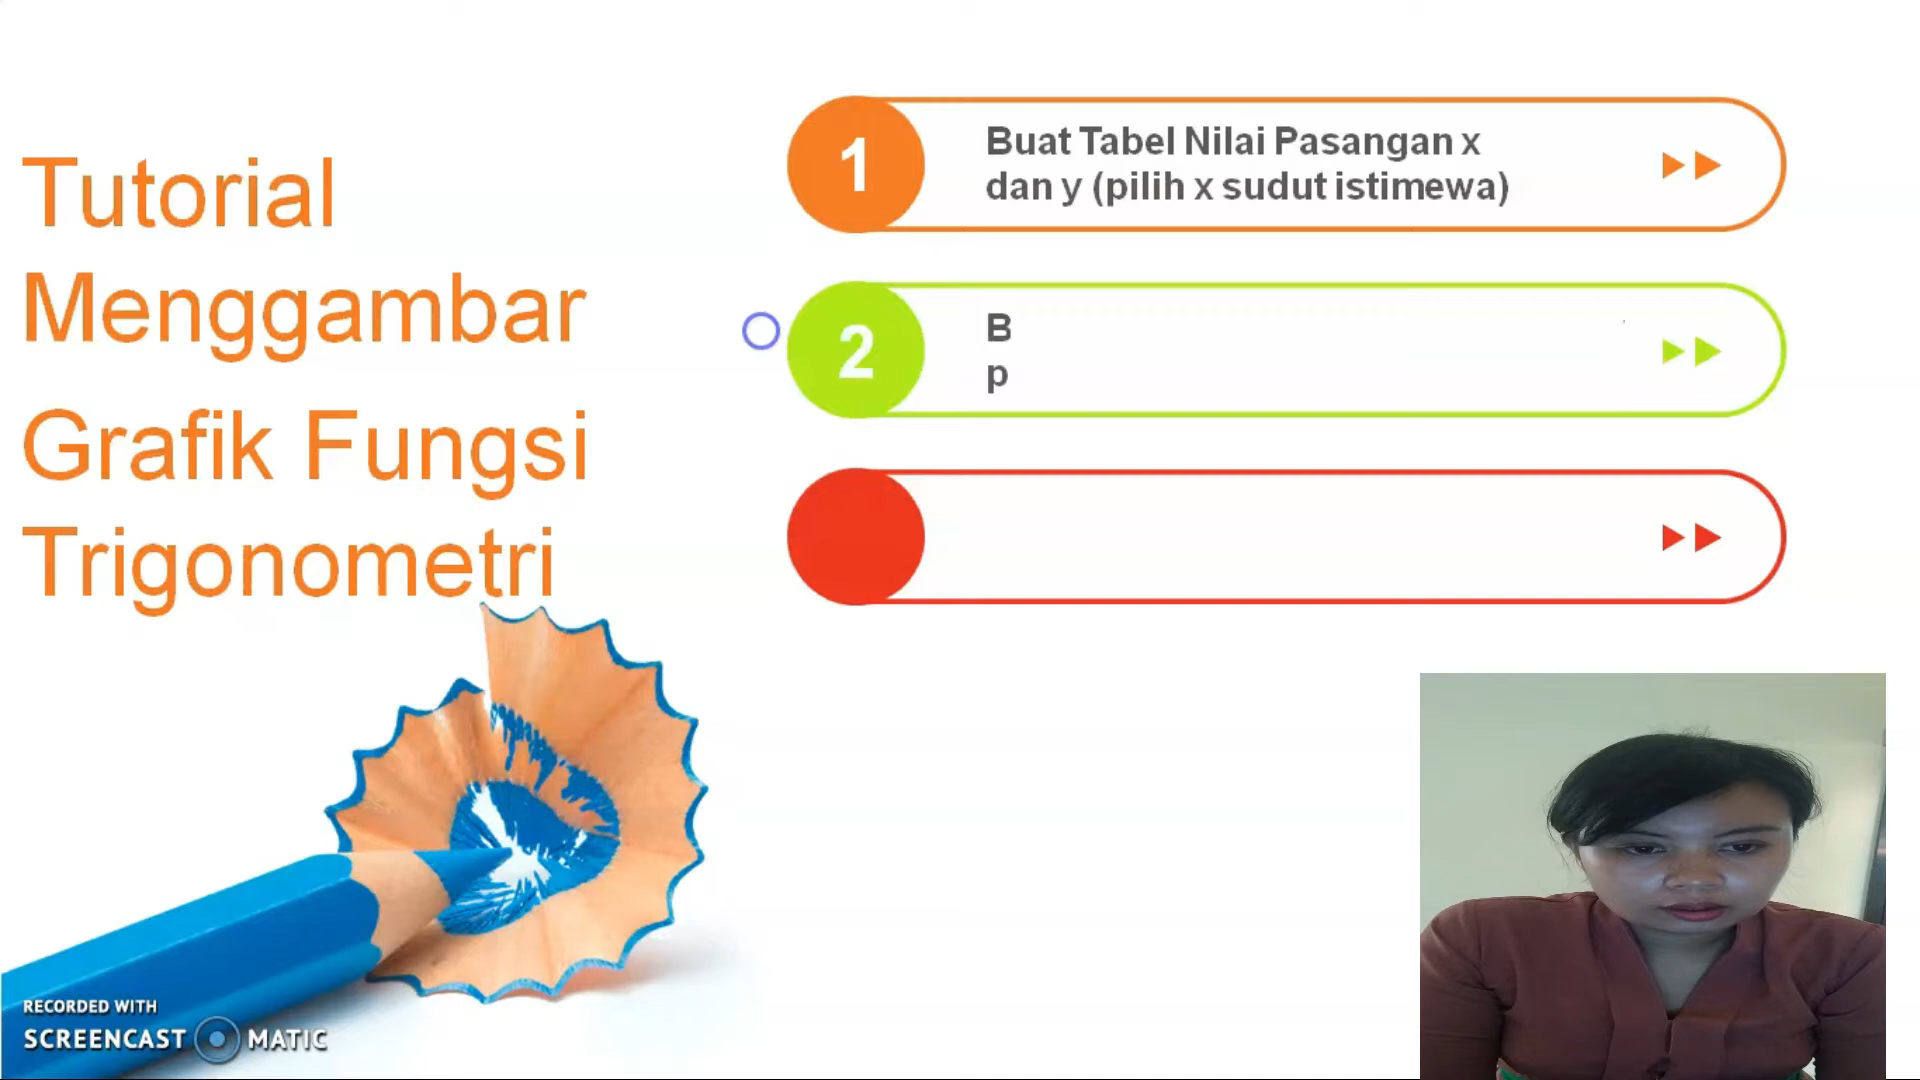 Tutorial
Menggambar
Grafik Fungsi
Trigonometri
1
Buat Tabel Nilai Pasangan x
dan y (pilih x sudut istimewa)
2
B
p
RECORDED WITH
SCREENCAST MATIC